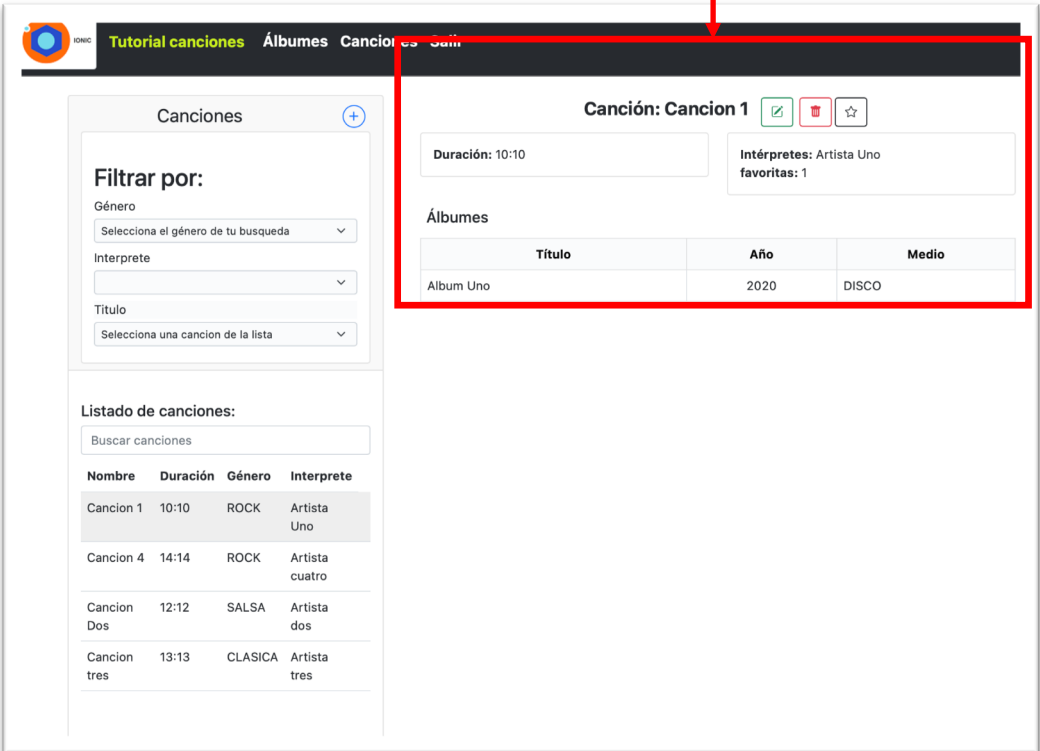 IONIC
Tutorial canciones Álbumes Canciones Salir
Canciones
Filtrar por:
Género
Selecciona el género de tu busqueda
Interprete
Titulo
Selecciona una cancion de la lista
Listado de canciones:
Buscar canciones
Nombre Duración Género Interprete
Cancion 1 10:10 ROCK Artista
Uno
Cancion 4 14:14 ROCK Artista
cuatro
Cancion 12:12 SALSA Artista
Dos dos
Cancion 13:13 CLASICA Artista
tres tres
Canción: Cancion 1
Duración: 10:10
Intérpretes: Artista Uno
favoritas: 1
Álbumes
Título Año Medio
Album Uno 2020 DISCO